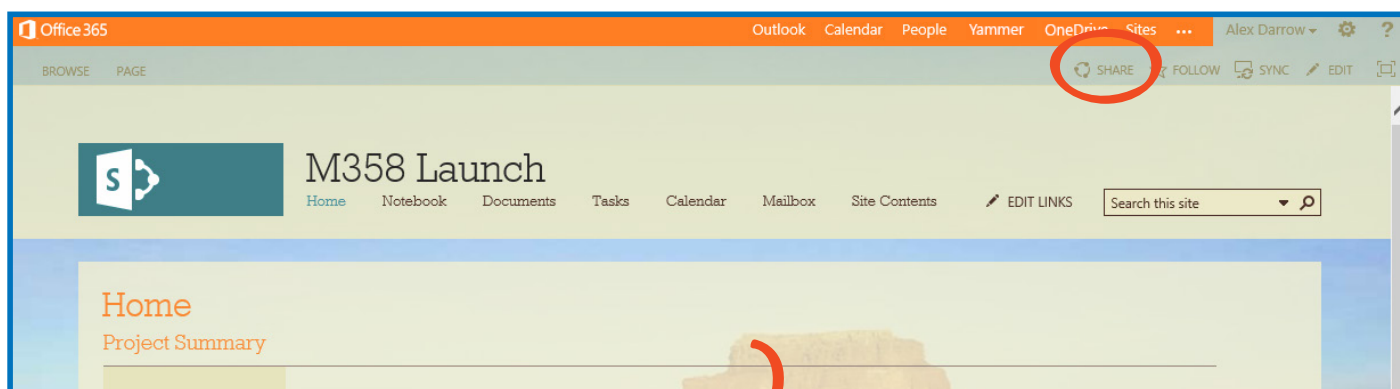 Office 365 Outlook Calendar People Yammer OneDrive Sites ... Alex Darrow ?
BROWSE PAGE SHARE FOLLOW SYNC EDIT
S
M358 Launch
Home Notebook Documents Tasks Calendar Mailbox Site Contents EDIT LINKS Search this site
Home
Project Summary